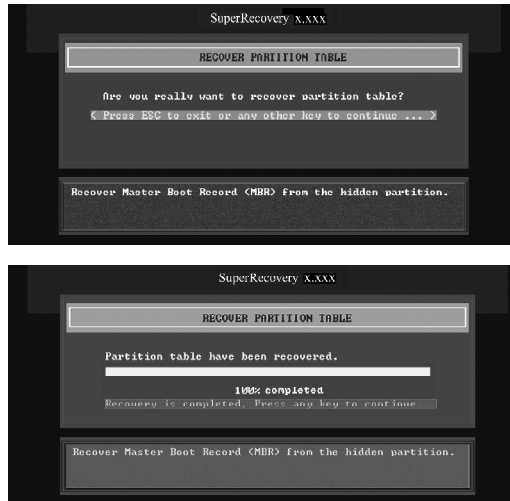 SuperRecovery x.xxx
RECOVER PARTITION TABLE
Are you really want to recover partition table?
< Press ESC to exit or any other key to continue ... >
Recover Master Boot Record (MBR) from the hidden partition.
SuperRecovery x.xxx
RECOVER PARTITION TABLE
Partition table have been recovered.
100% completed
Recovery is completed. Press any key to continue...
Recover Master Boot Record (MBR) from the hidden partition.